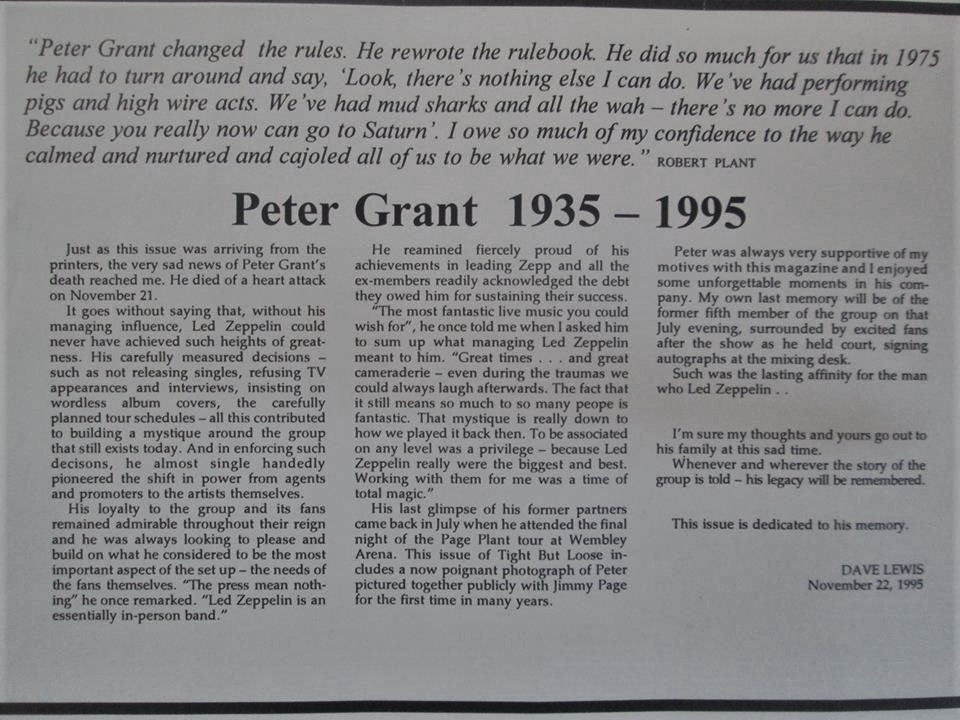 “Peter Grant changed the rules. He rewrote the rulebook. He did so much for us that in 1975
he had to turn around and say, ‘Look, there’s nothing else I can do. We’ve had performing
pigs and high wire acts. We’ve had mud sharks and all the wah – there’s no more I can do.
Because you really now can go to Saturn’. I owe so much of my confidence to the way he
calmed and nurtured and cajoled all of us to be what we were.” ROBERT PLANT
Peter Grant 1935 – 1995
Just as this issue was arriving from the
printers, the very sad news of Peter Grant’s
death reached me. He died of a heart attack
on November 21.
It goes without saying that, without his
managing influence, Led Zeppelin could
never have achieved such heights of great-
ness. His carefully measured decisions –
such as not releasing singles, refusing TV
appearances and interviews, insisting on
wordless album covers, the carefully
planned tour schedules – all this contributed
to building a mystique around the group
that still exists today. And in enforcing such
decisons, he almost single handedly
pioneered the shift in power from agents
and promoters to the artists themselves.
His loyalty to the group and its fans
remained admirable throughout their reign
and he was always looking to please and
build on what he considered to be the most
important aspect of the set up – the needs of
the fans themselves. “The press mean noth-
ing” he once remarked. “Led Zeppelin is an
essentially in-person band.”
He reamined fiercely proud of his
achievements in leading Zepp and all the
ex-members readily acknowledged the debt
they owed him for sustaining their success.
“The most fantastic live music you could
wish for”, he once told me when I asked him
to sum up what managing Led Zeppelin
meant to him. “Great times . . . and great
cameraderie – even during the traumas we
could always laugh afterwards. The fact that
it still means so much to so many peope is
fantastic. That mystique is really down to
how we played it back then. To be associated
on any level was a privilege – because Led
Zeppelin really were the biggest and best.
Working with them for me was a time of
total magic.”
His last glimpse of his former partners
came back in July when he attended the final
night of the Page Plant tour at Wembley
Arena. This issue of Tight But Loose in-
cludes a now poignant photograph of Peter
pictured together publicly with Jimmy Page
for the first time in many years.
Peter was always very supportive of my
motives with this magazine and I enjoyed
some unforgettable moments in his com-
pany. My own last memory will be of the
former fifth member of the group on that
July evening, surrounded by excited fans
after the show as he held court, signing
autographs at the mixing desk.
Such was the lasting affinity for the man
who Led Zeppelin . .
I’m sure my thoughts and yours go out to
his family at this sad time.
Whenever and wherever the story of the
group is told – his legacy will be remembered.
This issue is dedicated to his memory.
DAVE LEWIS
November 22, 1995